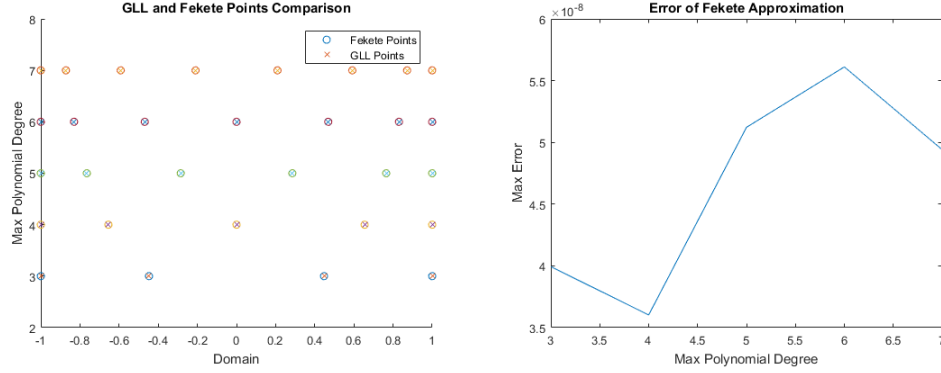 GLL and Fekete Points Comparison
8
7
6
5
4
3
2
Max Polynomial Degree
Fekete Points
GLL Points
-1 -0.8 -0.6 -0.4 -0.2 0 0.2 0.4 0.6 0.8 1
Domain
Error of Fekete Approximation
×10-8
6
5.5
5
4.5
4
3.5
Max Error
3 3.5 4 4.5 5 5.5 6 6.5 7
Max Polynomial Degree